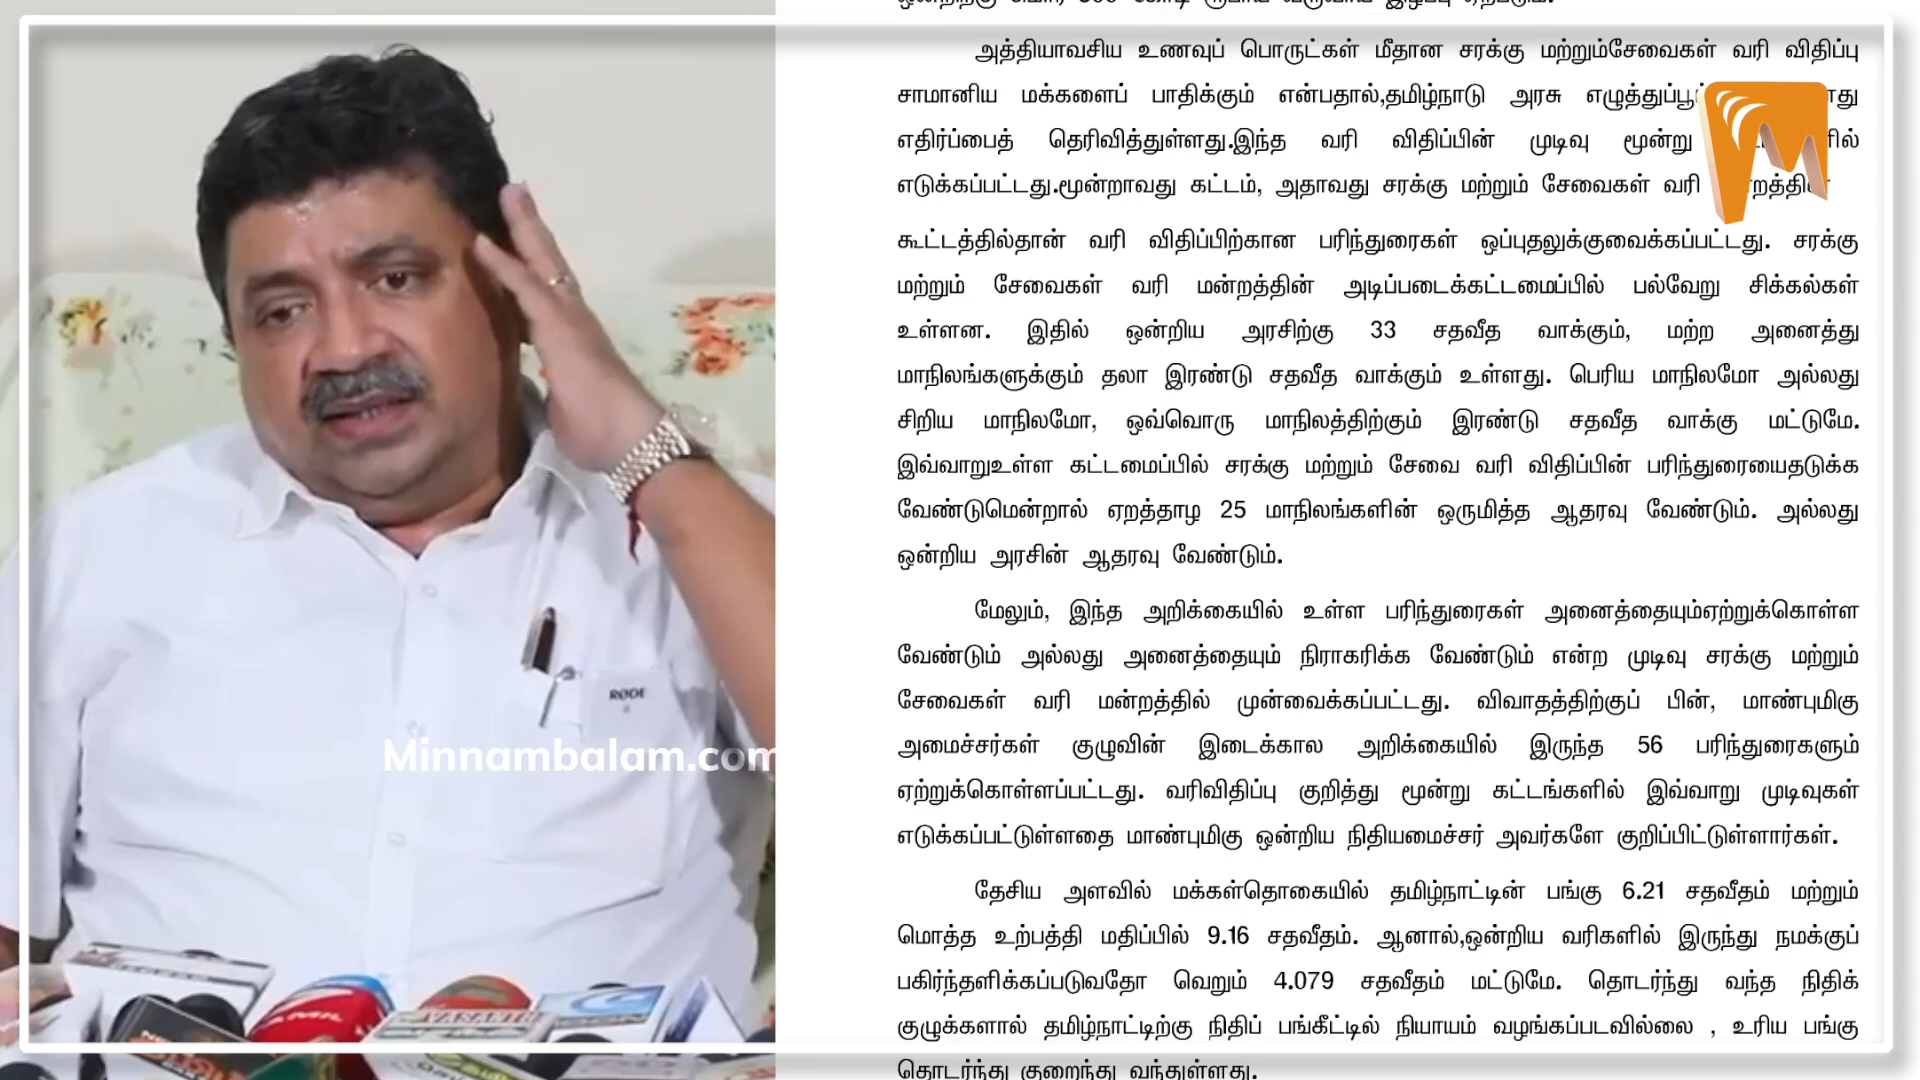 அத்தியாவசிய உணவுப் பொருட்கள் மீதான சரக்கு மற்றும்சேவைகள் வரி விதிப்பு
சாமானிய மக்களைப் பாதிக்கும் என்பதால்,தமிழ்நாடு அரசு
எதிர்ப்பைத் தெரிவித்துள்ளது.இந்த வரி விதிப்பின் முடிவு மூன்று
எடுக்கப்பட்டது.மூன்றாவது கட்டம், அதாவது சரக்கு மற்றும் சேவைகள் வரி
கூட்டத்தில்தான் வரி விதிப்பிற்கான பரிந்துரைகள் ஒப்புதலுக்குவைக்கப்பட்டது. சரக்கு
மற்றும் சேவைகள் வரி மன்றத்தின் அடிப்படைக்கட்டமைப்பில் பல்வேறு சிக்கல்கள்
உள்ளன. இதில் ஒன்றிய அரசிற்கு 33 சதவீத வாக்கும், மற்ற அனைத்து
மாநிலங்களுக்கும் தலா இரண்டு சதவீத வாக்கும் உள்ளது. பெரிய மாநிலமோ அல்லது
சிறிய மாநிலமோ, ஒவ்வொரு மாநிலத்திற்கும் இரண்டு சதவீத வாக்கு மட்டுமே.
இவ்வாறுஉள்ள கட்டமைப்பில் சரக்கு மற்றும் சேவை வரி விதிப்பின் பரிந்துரையைதடுக்க
வேண்டுமென்றால் ஏறத்தாழ 25 மாநிலங்களின் ஒருமித்த ஆதரவு வேண்டும். அல்லது
ஒன்றிய அரசின் ஆதரவு வேண்டும்.
மேலும், இந்த அறிக்கையில் உள்ள பரிந்துரைகள் அனைத்தையும்ஏற்றுக்கொள்ள
வேண்டும் அல்லது அனைத்தையும் நிராகரிக்க வேண்டும் என்ற முடிவு சரக்கு மற்றும்
சேவைகள் வரி மன்றத்தில் முன்வைக்கப்பட்டது. விவாதத்திற்குப் பின், மாண்புமிகு
அமைச்சர்கள் குழுவின் இடைக்கால அறிக்கையில் இருந்த 56 பரிந்துரைகளும்
ஏற்றுக்கொள்ளப்பட்டது. வரிவிதிப்பு குறித்து மூன்று கட்டங்களில் இவ்வாறு முடிவுகள்
எடுக்கப்பட்டுள்ளதை மாண்புமிகு ஒன்றிய நிதியமைச்சர் அவர்களே குறிப்பிட்டுள்ளார்கள்.
தேசிய அளவில் மக்கள்தொகையில் தமிழ்நாட்டின் பங்கு 6.21 சதவீதம் மற்றும்
மொத்த உற்பத்தி மதிப்பில் 9.16 சதவீதம். ஆனால்,ஒன்றிய வரிகளில் இருந்து நமக்குப்
பகிர்ந்தளிக்கப்படுவதோ வெறும் 4.079 சதவீதம் மட்டுமே. தொடர்ந்து வந்த நிதிக்
குழுக்களால் தமிழ்நாட்டிற்கு நிதிப் பங்கீட்டில் நியாயம் வழங்கப்படவில்லை , உரிய பங்கு
தொடர்ந்து குறைந்து வந்துள்ளது.
RØDE
Minnambalam.com